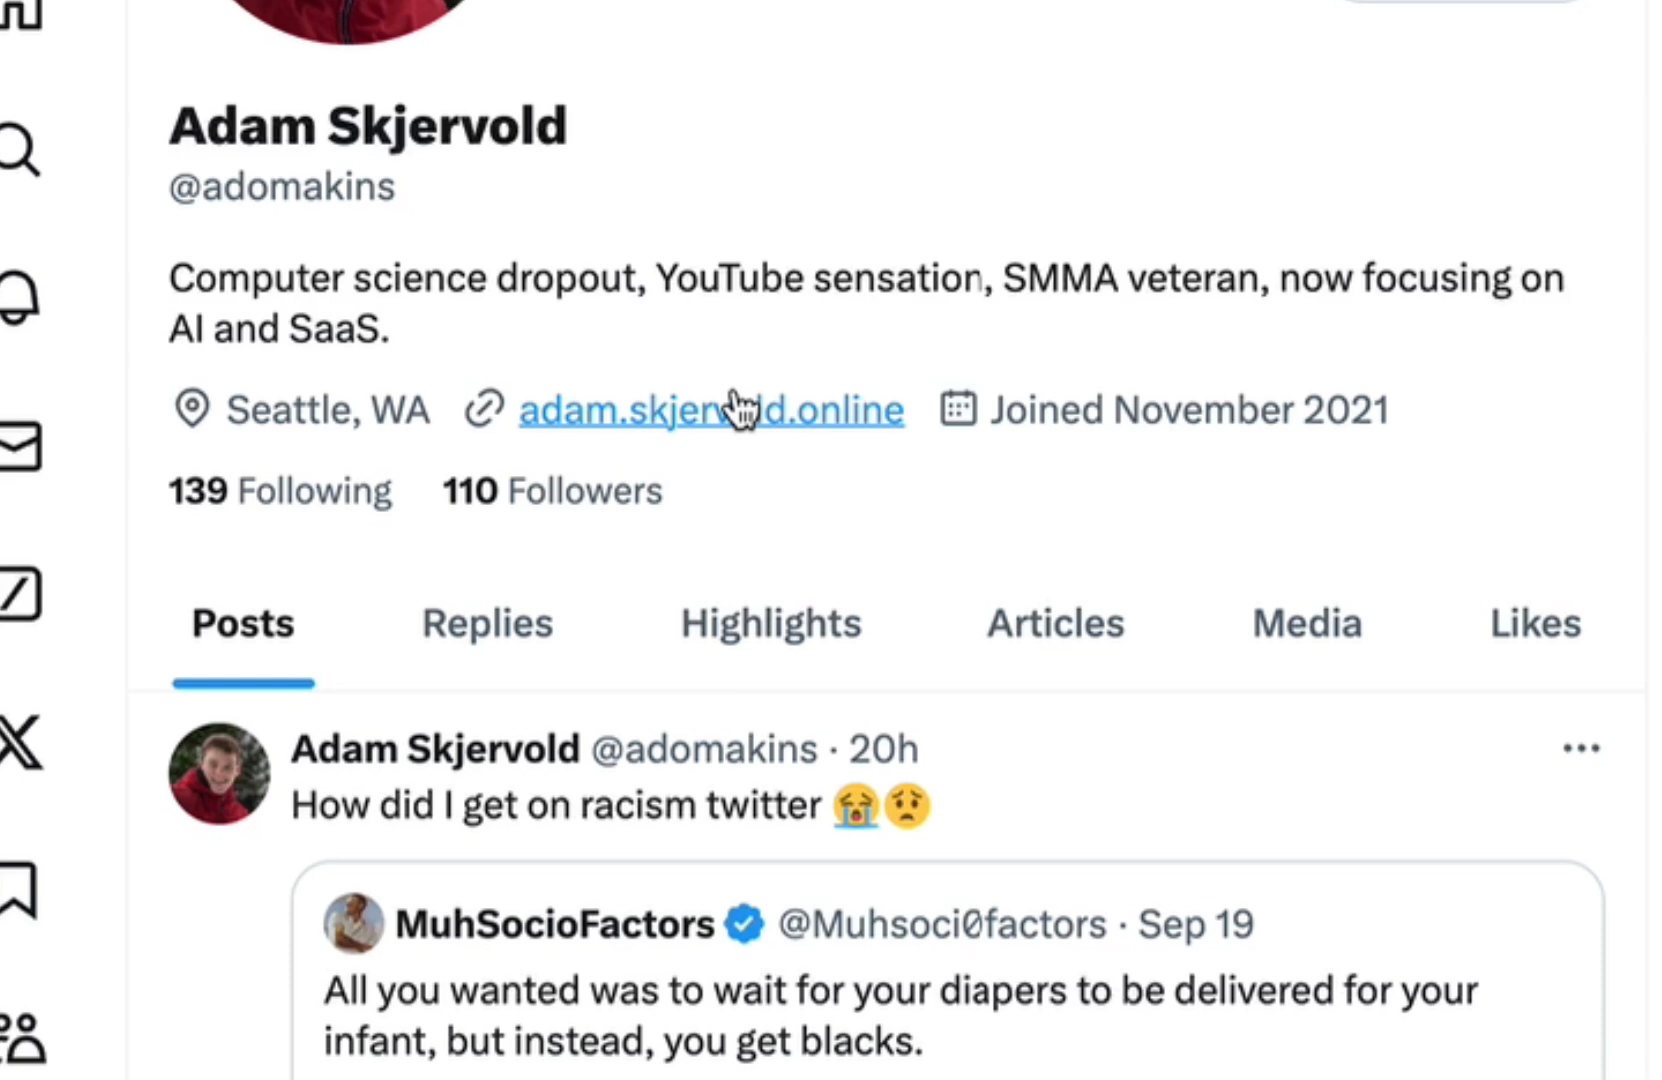 Adam Skjervold
@adomakins
Computer science dropout, YouTube sensation, SMMA veteran, now focusing on
AI and SaaS.
Seattle, WA adam.skjervold.online Joined November 2021
139 Following 110 Followers
Posts Replies Highlights Articles Media Likes
Adam Skjervold @adomakins · 20h
How did I get on racism twitter 😭😟
MuhSocioFactors @Muhsoci0factors · Sep 19
All you wanted was to wait for your diapers to be delivered for your
infant, but instead, you get blacks.